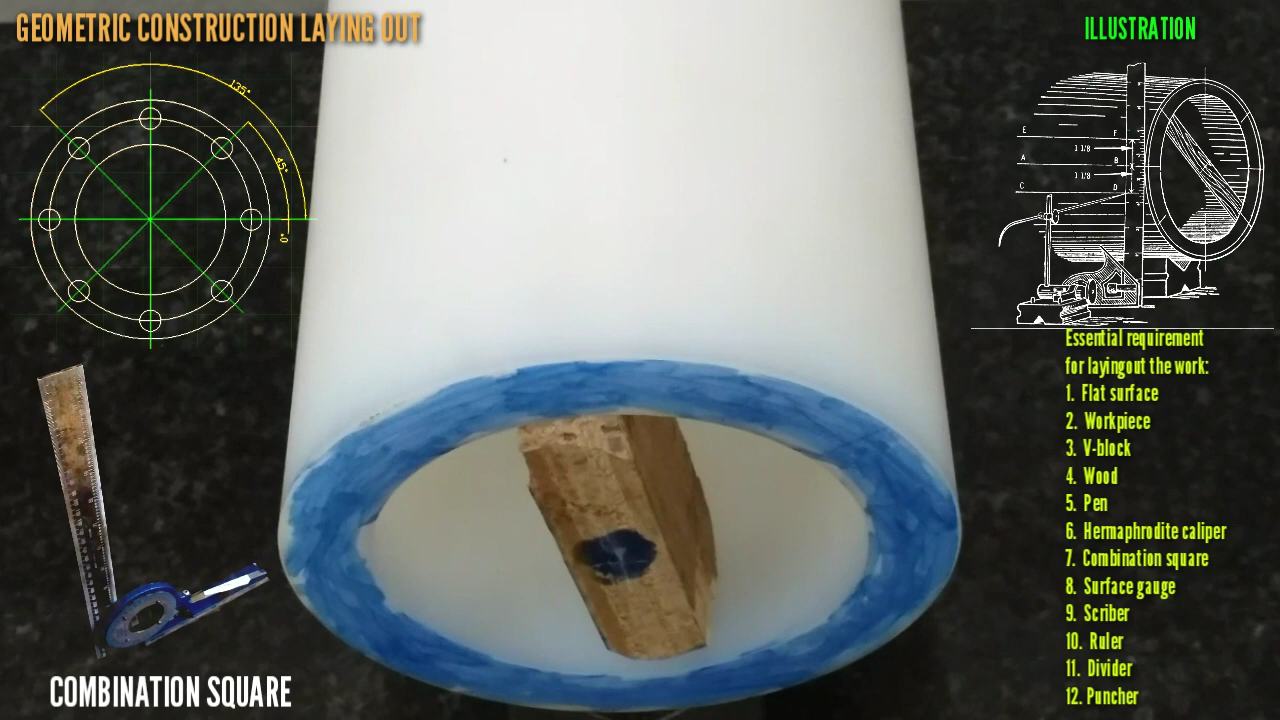 GEOMETRIC CONSTRUCTION LAYING OUT
ILLUSTRATION
135°
45°
0°
E F
1 1/8
A B
1 1/8
C D
Essential requirement
for layingout the work:
1. Flat surface
2. Workpiece
3. V-block
4. Wood
5. Pen
6. Hermaphrodite caliper
7. Combination square
8. Surface gauge
9. Scriber
10. Ruler
11. Divider
12. Puncher
COMBINATION SQUARE